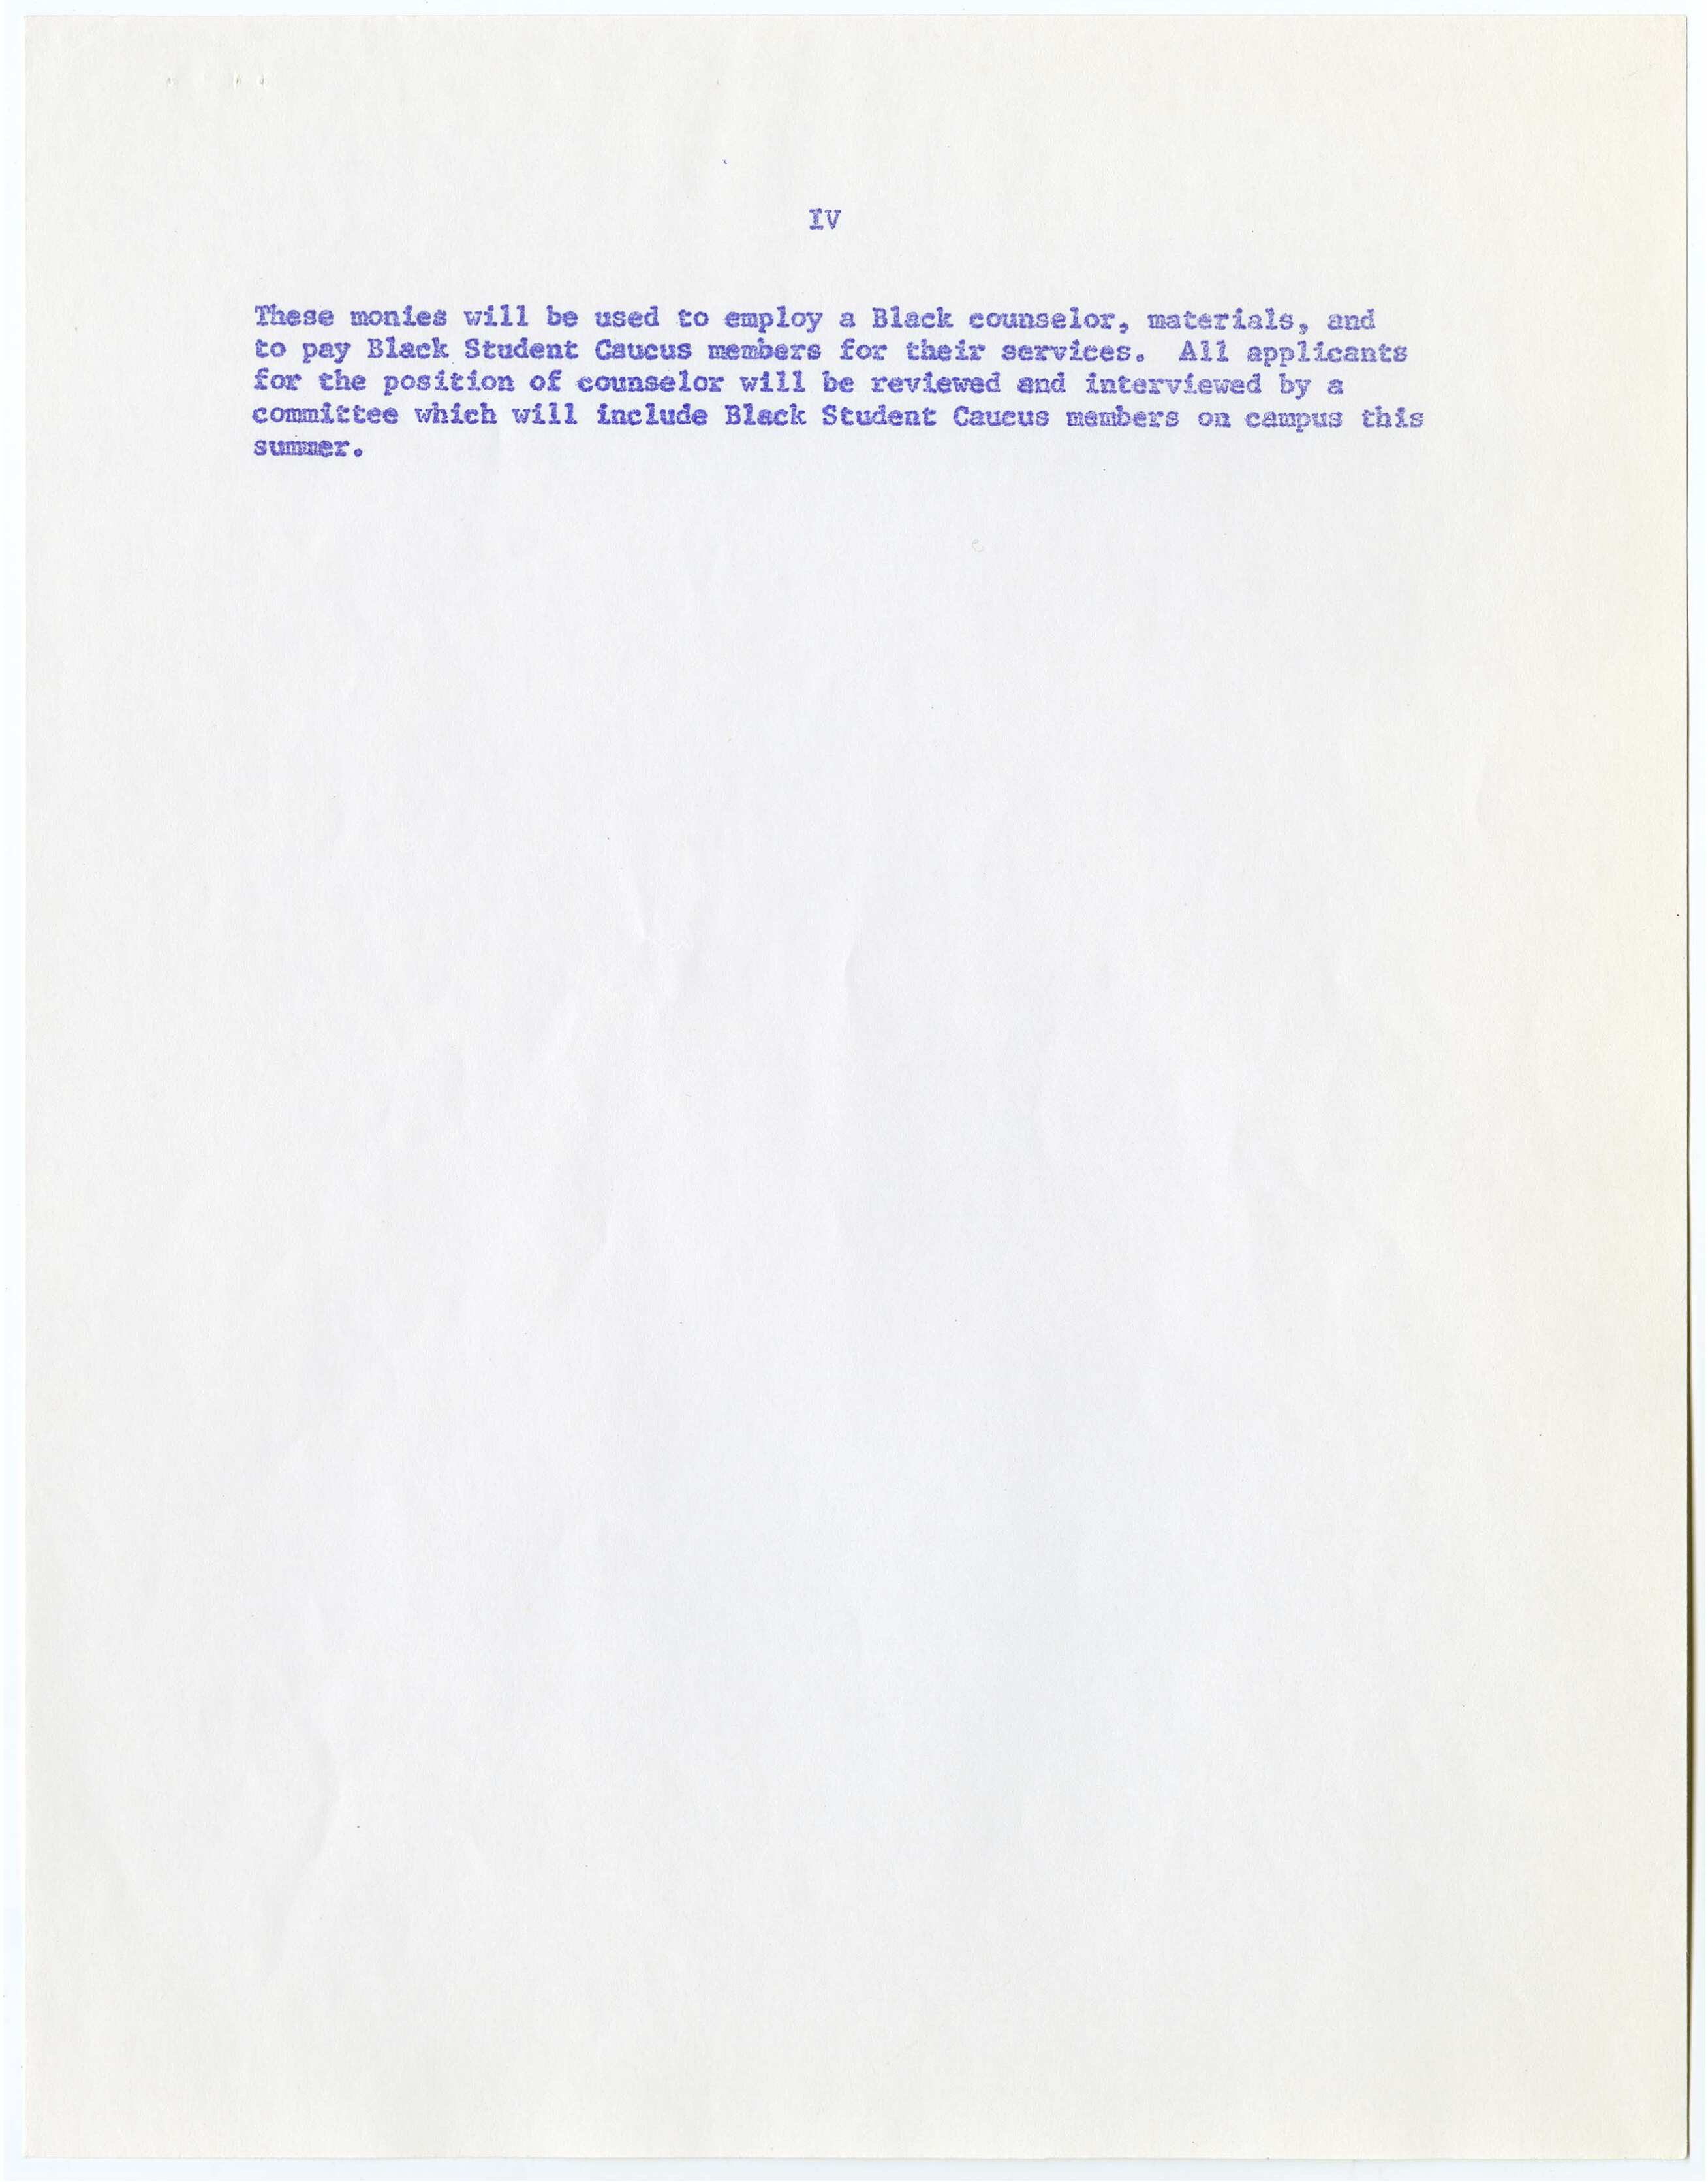 IV
These monies will be used to employ a Black counselor, materials, and
to pay Black Student Caucus members for their services. All applicants
for the position of counselor will be reviewed and interviewed by a
committee which will include Black Student Caucus members on campus this
summer.